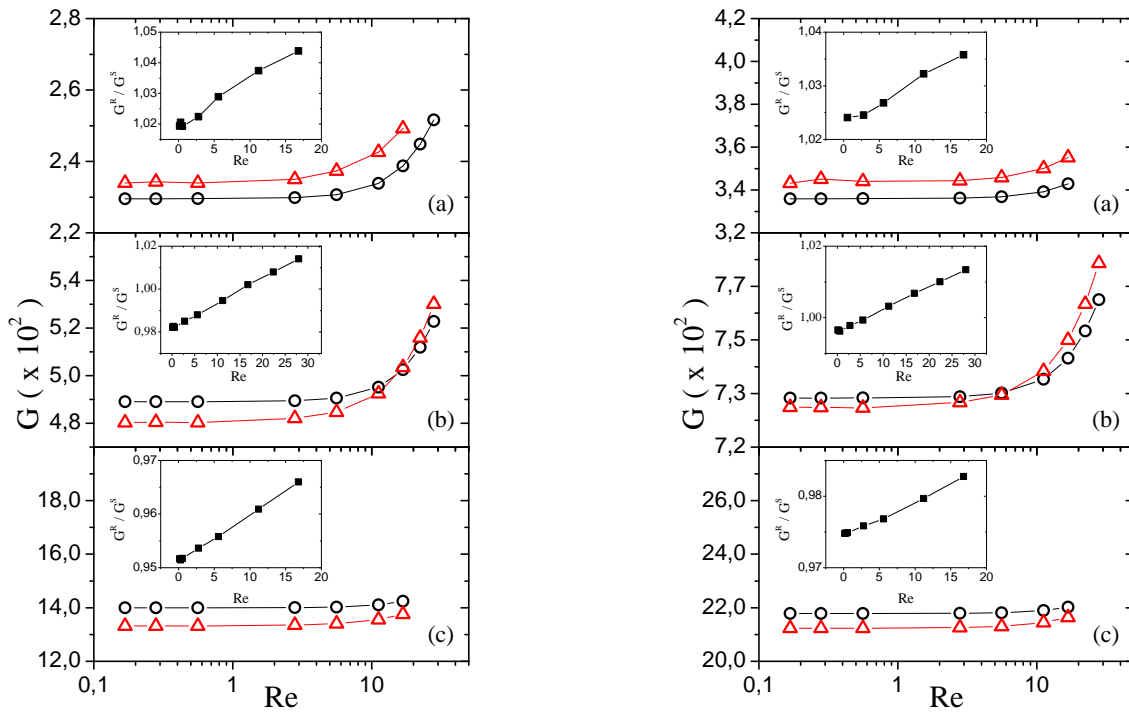 2,8
2,6
2,4
2,2
1,05
1,04
1,03
1,02
G^R / G^S
0 5 10 15 20
Re
(a)
5,4
5,2
5,0
4,8
1,02
1,00
0,98
G^R / G^S
0 5 10 15 20 25 30
Re
(b)
18,0
16,0
14,0
12,0
0,97
0,96
0,95
G^R / G^S
0 5 10 15 20
Re
(c)
G ( x 10^2 )
0,1 1 10
Re
4,2
4,0
3,8
3,6
3,4
3,2
1,04
1,03
1,02
G^R / G^S
0 5 10 15 20
Re
(a)
7,7
7,5
7,3
7,2
1,02
1,00
G^R / G^S
0 5 10 15 20 25 30
Re
(b)
26,0
24,0
22,0
20,0
0,98
0,97
G^R / G^S
0 5 10 15 20
Re
(c)
G ( x 10^2 )
0,1 1 10
Re